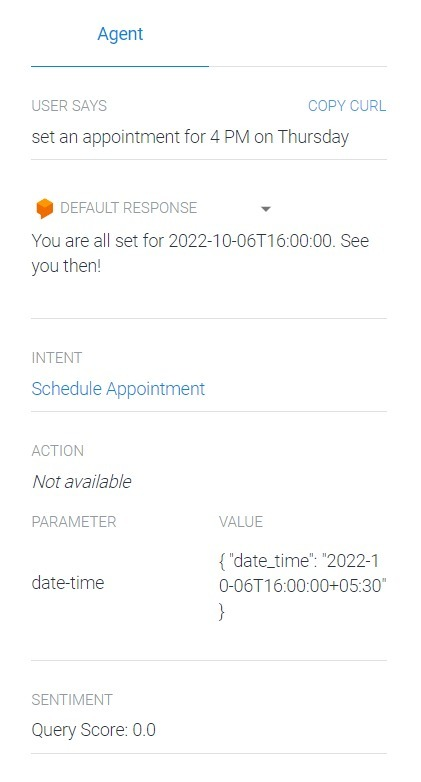 Agent
USER SAYS COPY CURL
set an appointment for 4 PM on Thursday
DEFAULT RESPONSE
You are all set for 2022-10-06T16:00:00. See
you then!
INTENT
Schedule Appointment
ACTION
Not available
PARAMETER VALUE
date-time
{ "date_time": "2022-1
0-06T16:00:00+05:30"
}
SENTIMENT
Query Score: 0.0